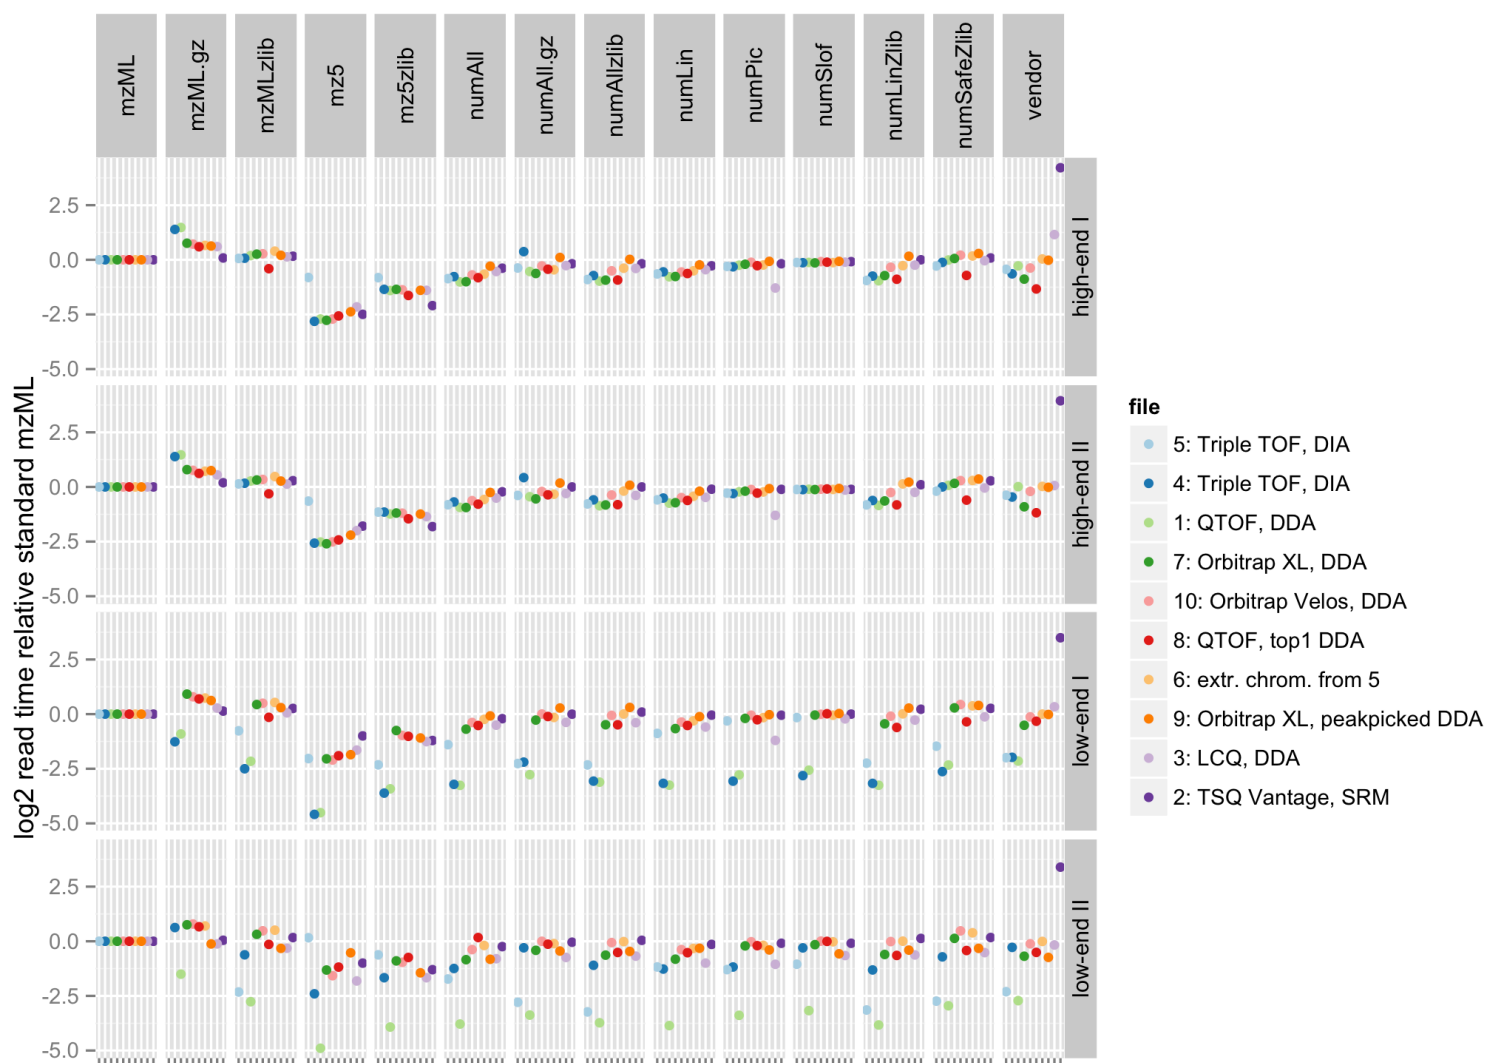 mzML
mzML.gz
mzMLzlib
mz5
mz5zlib
numAll
numAll.gz
numAllzlib
numLin
numPic
numSlof
numLinZlib
numSafeZlib
vendor
log2 read time relative standard mzML
2.5
0.0
-2.5
-5.0
high-end I
2.5
0.0
-2.5
-5.0
high-end II
2.5
0.0
-2.5
-5.0
low-end I
2.5
0.0
-2.5
-5.0
low-end II
file
5: Triple TOF, DIA
4: Triple TOF, DIA
1: QTOF, DDA
7: Orbitrap XL, DDA
10: Orbitrap Velos, DDA
8: QTOF, top1 DDA
6: extr. chrom. from 5
9: Orbitrap XL, peakpicked DDA
3: LCQ, DDA
2: TSQ Vantage, SRM